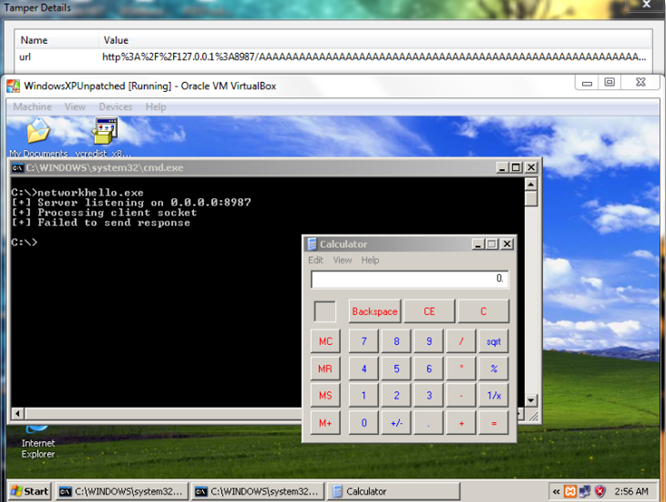 Tamper Details
Name Value
url http%3A%2F%2F127.0.0.1%3A8987/AAAAAAAAAAAAAAAAAAAAAAAAAAAAAAAAAAAAAAAAAAAAAAAAAAAAAAAAAAAAAAA...
WindowsXPUnpatched [Running] - Oracle VM VirtualBox
Machine View Devices Help
My Documents vcredist_x8...
C:\WINDOWS\system32\cmd.exe
C:\>networkhello.exe
[+] Server listening on 0.0.0.0:8987
[+] Processing client socket
[+] Failed to send response
C:\>
Calculator
Edit View Help
0.
Backspace CE C
MC 7 8 9 / sqrt
MR 4 5 6 * %
MS 1 2 3 - 1/x
M+ 0 +/- . + =
Internet
Explorer
Start C:\WINDOWS\system32... C:\WINDOWS\system32... Calculator « 2:56 AM